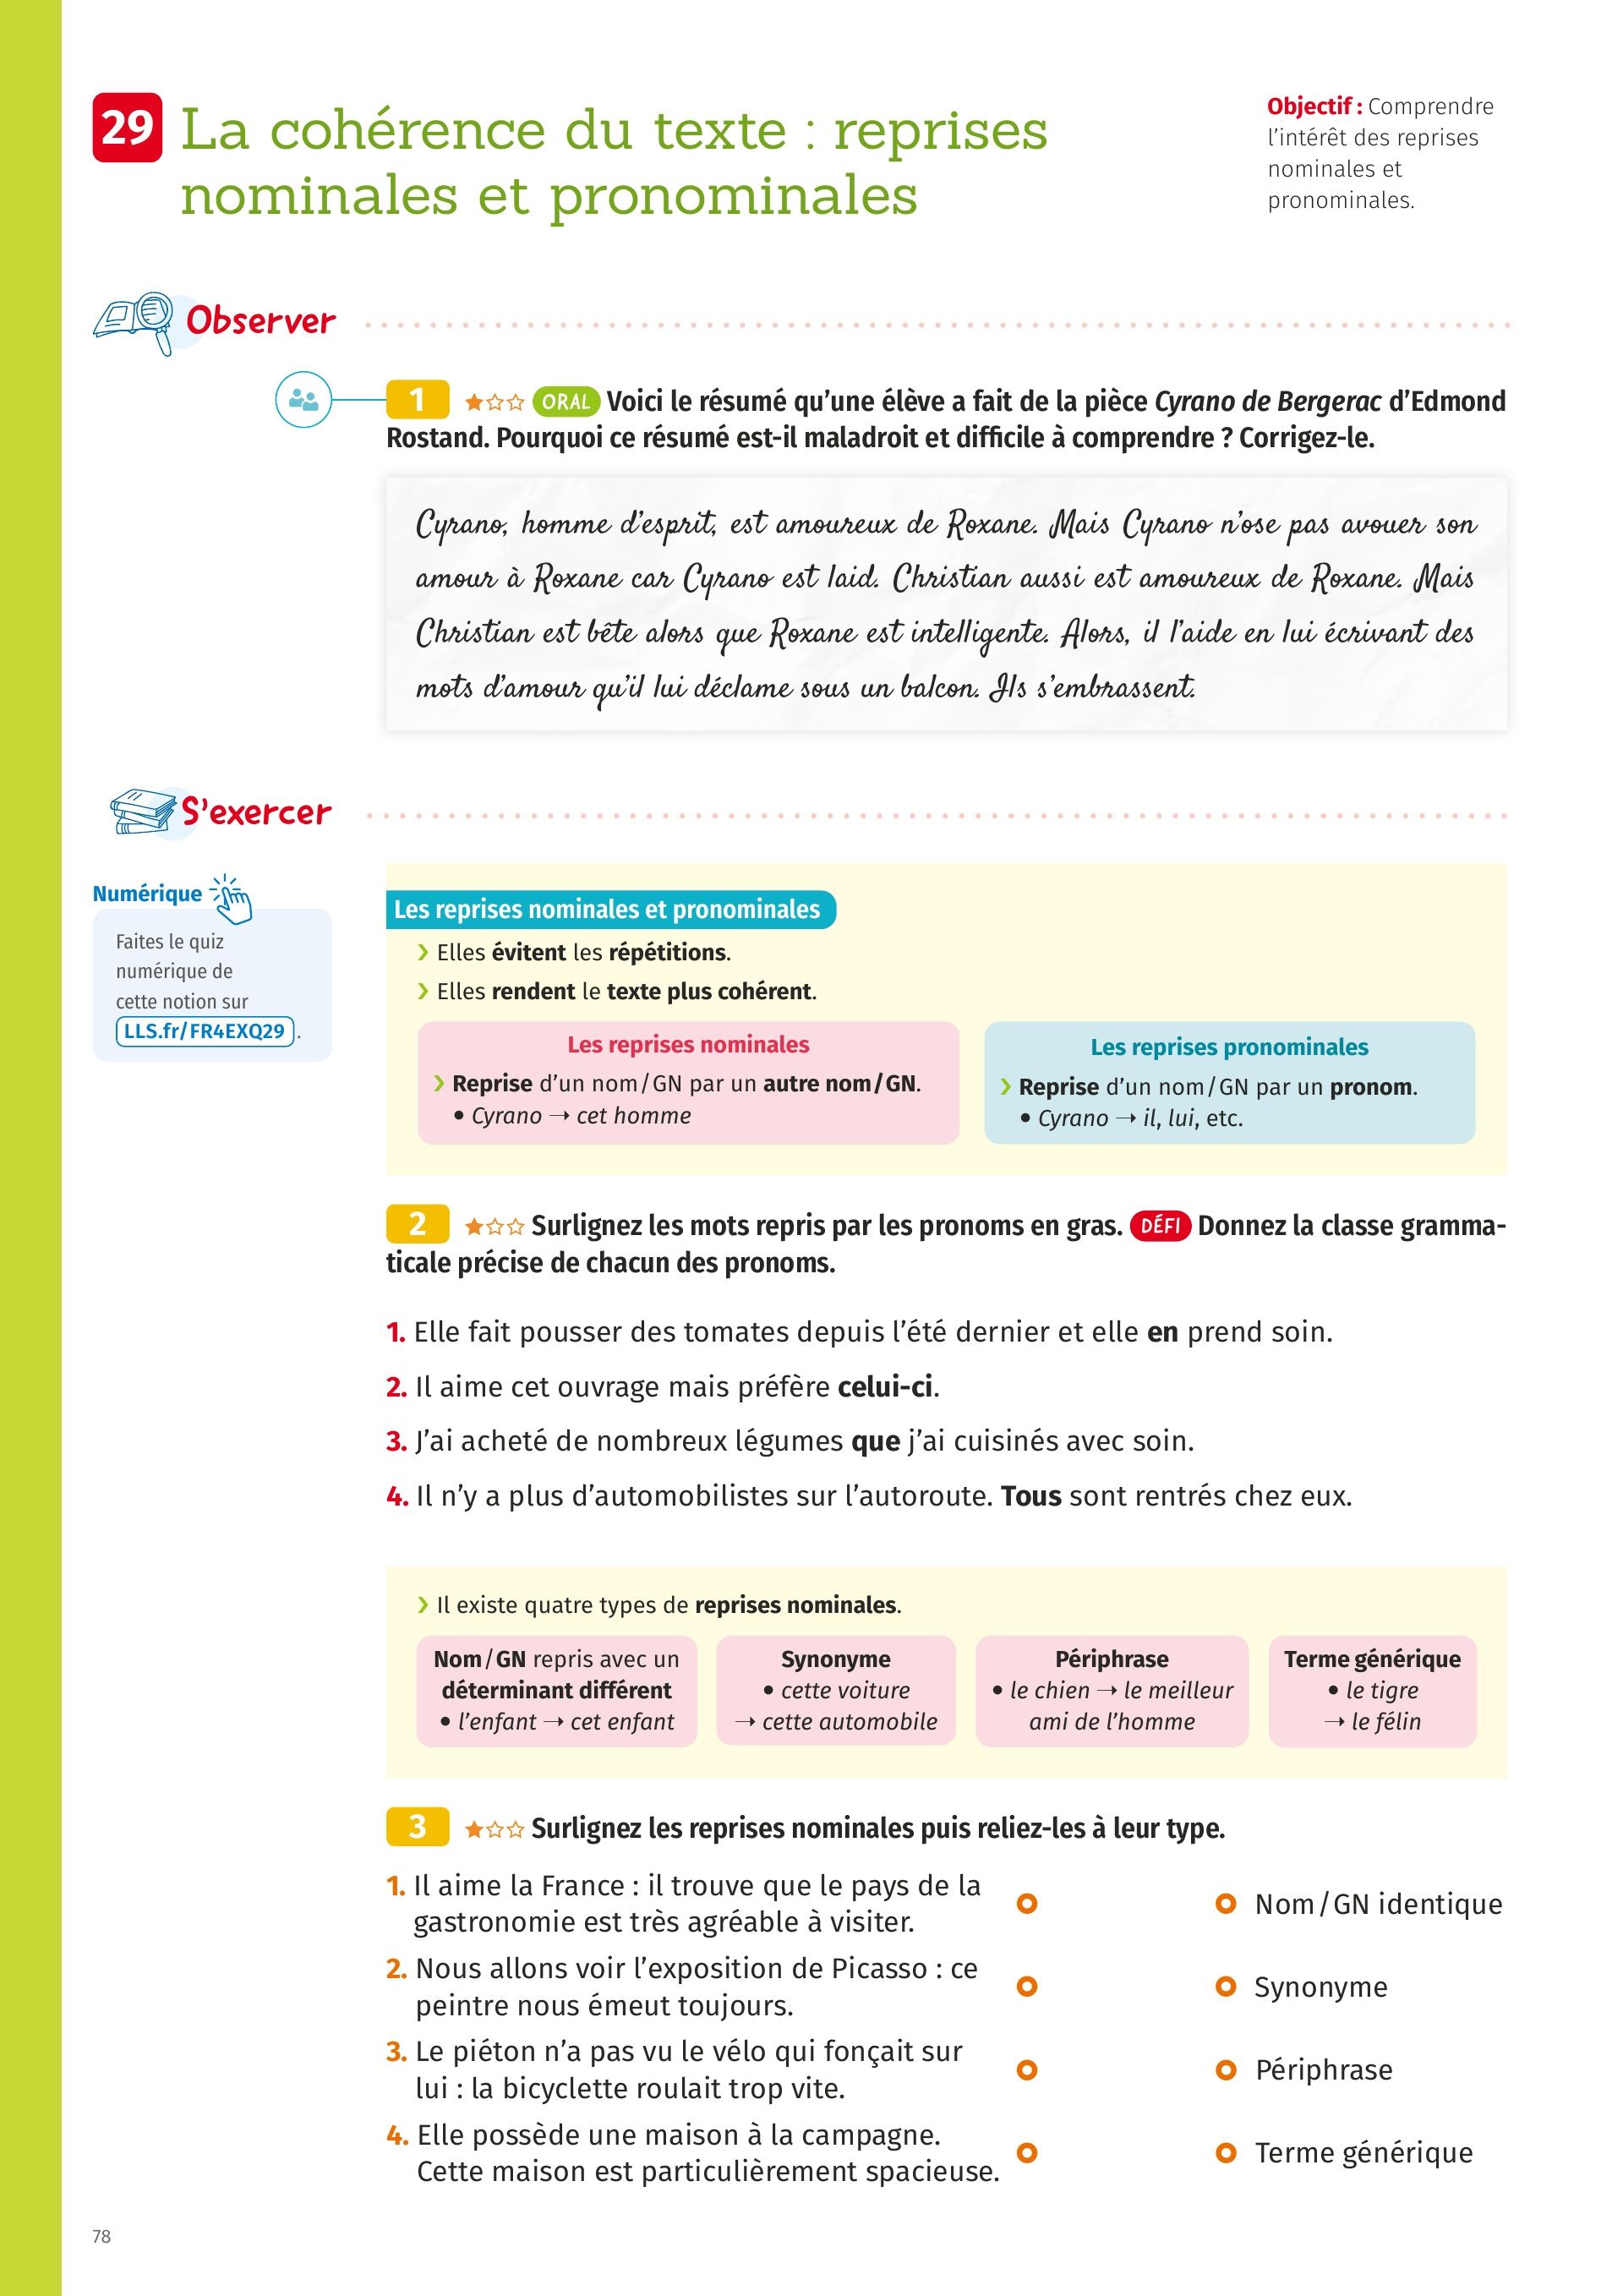 29 La cohérence du texte : reprises
nominales et pronominales
Objectif : Comprendre
l’intérêt des reprises
nominales et
pronominales.
Observer
1 ORAL Voici le résumé qu’une élève a fait de la pièce Cyrano de Bergerac d’Edmond
Rostand. Pourquoi ce résumé est-il maladroit et difficile à comprendre ? Corrigez-le.
Cyrano, homme d’esprit, est amoureux de Roxane. Mais Cyrano n’ose pas avouer son
amour à Roxane car Cyrano est laid. Christian aussi est amoureux de Roxane. Mais
Christian est bête alors que Roxane est intelligente. Alors, il l’aide en lui écrivant des
mots d’amour qu’il lui déclame sous un balcon. Ils s’embrassent.
S’exercer
Numérique
Faites le quiz
numérique de
cette notion sur
LLS.fr/FR4EXQ29 .
Les reprises nominales et pronominales
› Elles évitent les répétitions.
› Elles rendent le texte plus cohérent.
Les reprises nominales
› Reprise d’un nom/GN par un autre nom/GN.
• Cyrano → cet homme
Les reprises pronominales
› Reprise d’un nom/GN par un pronom.
• Cyrano → il, lui, etc.
2 Surlignez les mots repris par les pronoms en gras. DÉFI Donnez la classe gramma-
ticale précise de chacun des pronoms.
1. Elle fait pousser des tomates depuis l’été dernier et elle en prend soin.
2. Il aime cet ouvrage mais préfère celui-ci.
3. J’ai acheté de nombreux légumes que j’ai cuisinés avec soin.
4. Il n’y a plus d’automobilistes sur l’autoroute. Tous sont rentrés chez eux.
› Il existe quatre types de reprises nominales.
Nom/GN repris avec un
déterminant différent
• l’enfant → cet enfant
Synonyme
• cette voiture
→ cette automobile
Périphrase
• le chien → le meilleur
ami de l’homme
Terme générique
• le tigre
→ le félin
3 Surlignez les reprises nominales puis reliez-les à leur type.
1. Il aime la France : il trouve que le pays de la
gastronomie est très agréable à visiter.
Nom/GN identique
2. Nous allons voir l’exposition de Picasso : ce
peintre nous émeut toujours.
Synonyme
3. Le piéton n’a pas vu le vélo qui fonçait sur
lui : la bicyclette roulait trop vite.
Périphrase
4. Elle possède une maison à la campagne.
Cette maison est particulièrement spacieuse.
Terme générique
78